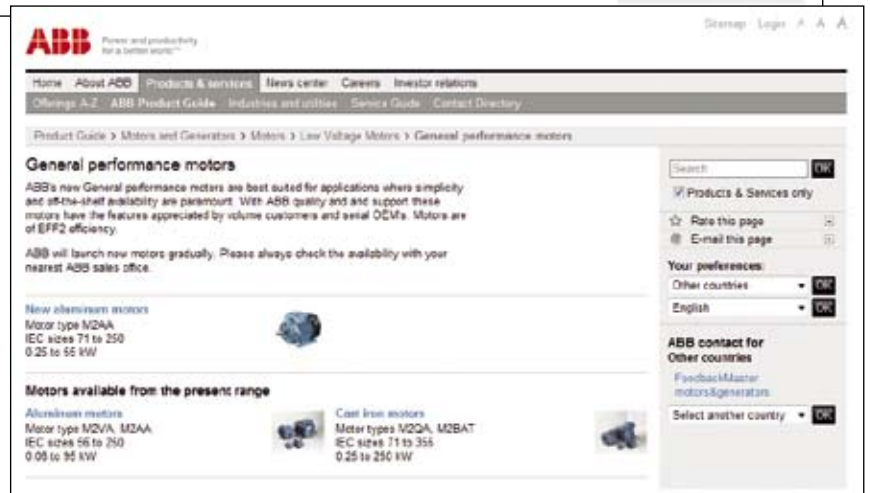 Sitemap Login A A A
ABB Power and productivity
for a better world™
Home About ABB Products & services News center Careers Investor relations
Offerings A-Z ABB Product Guide Industries and utilities Service Guide Contact Directory
Product Guide > Motors and Generators > Motors > Low Voltage Motors > General performance motors
General performance motors
ABB's new General performance motors are best suited for applications where simplicity
and off-the-shelf availability are paramount. With ABB quality and and support these
motors have the features appreciated by volume customers and serial OEM's. Motors are
of EFF2 efficiency.
ABB will launch new motors gradually. Please always check the availability with your
nearest ABB sales office.
New aluminum motors
Motor type M2AA
IEC sizes 71 to 250
0.25 to 55 kW
Motors available from the present range
Aluminum motors
Motor type M2VA, M2AA
IEC sizes 56 to 250
0.06 to 95 kW
Cast iron motors
Motor types M2QA, M2BAT
IEC sizes 71 to 355
0.25 to 250 kW
Search OK
Products & Services only
Rate this page
E-mail this page
Your preferences:
Other countries OK
English OK
ABB contact for
Other countries
FeedbackMaster
motors&generators
Select another country OK